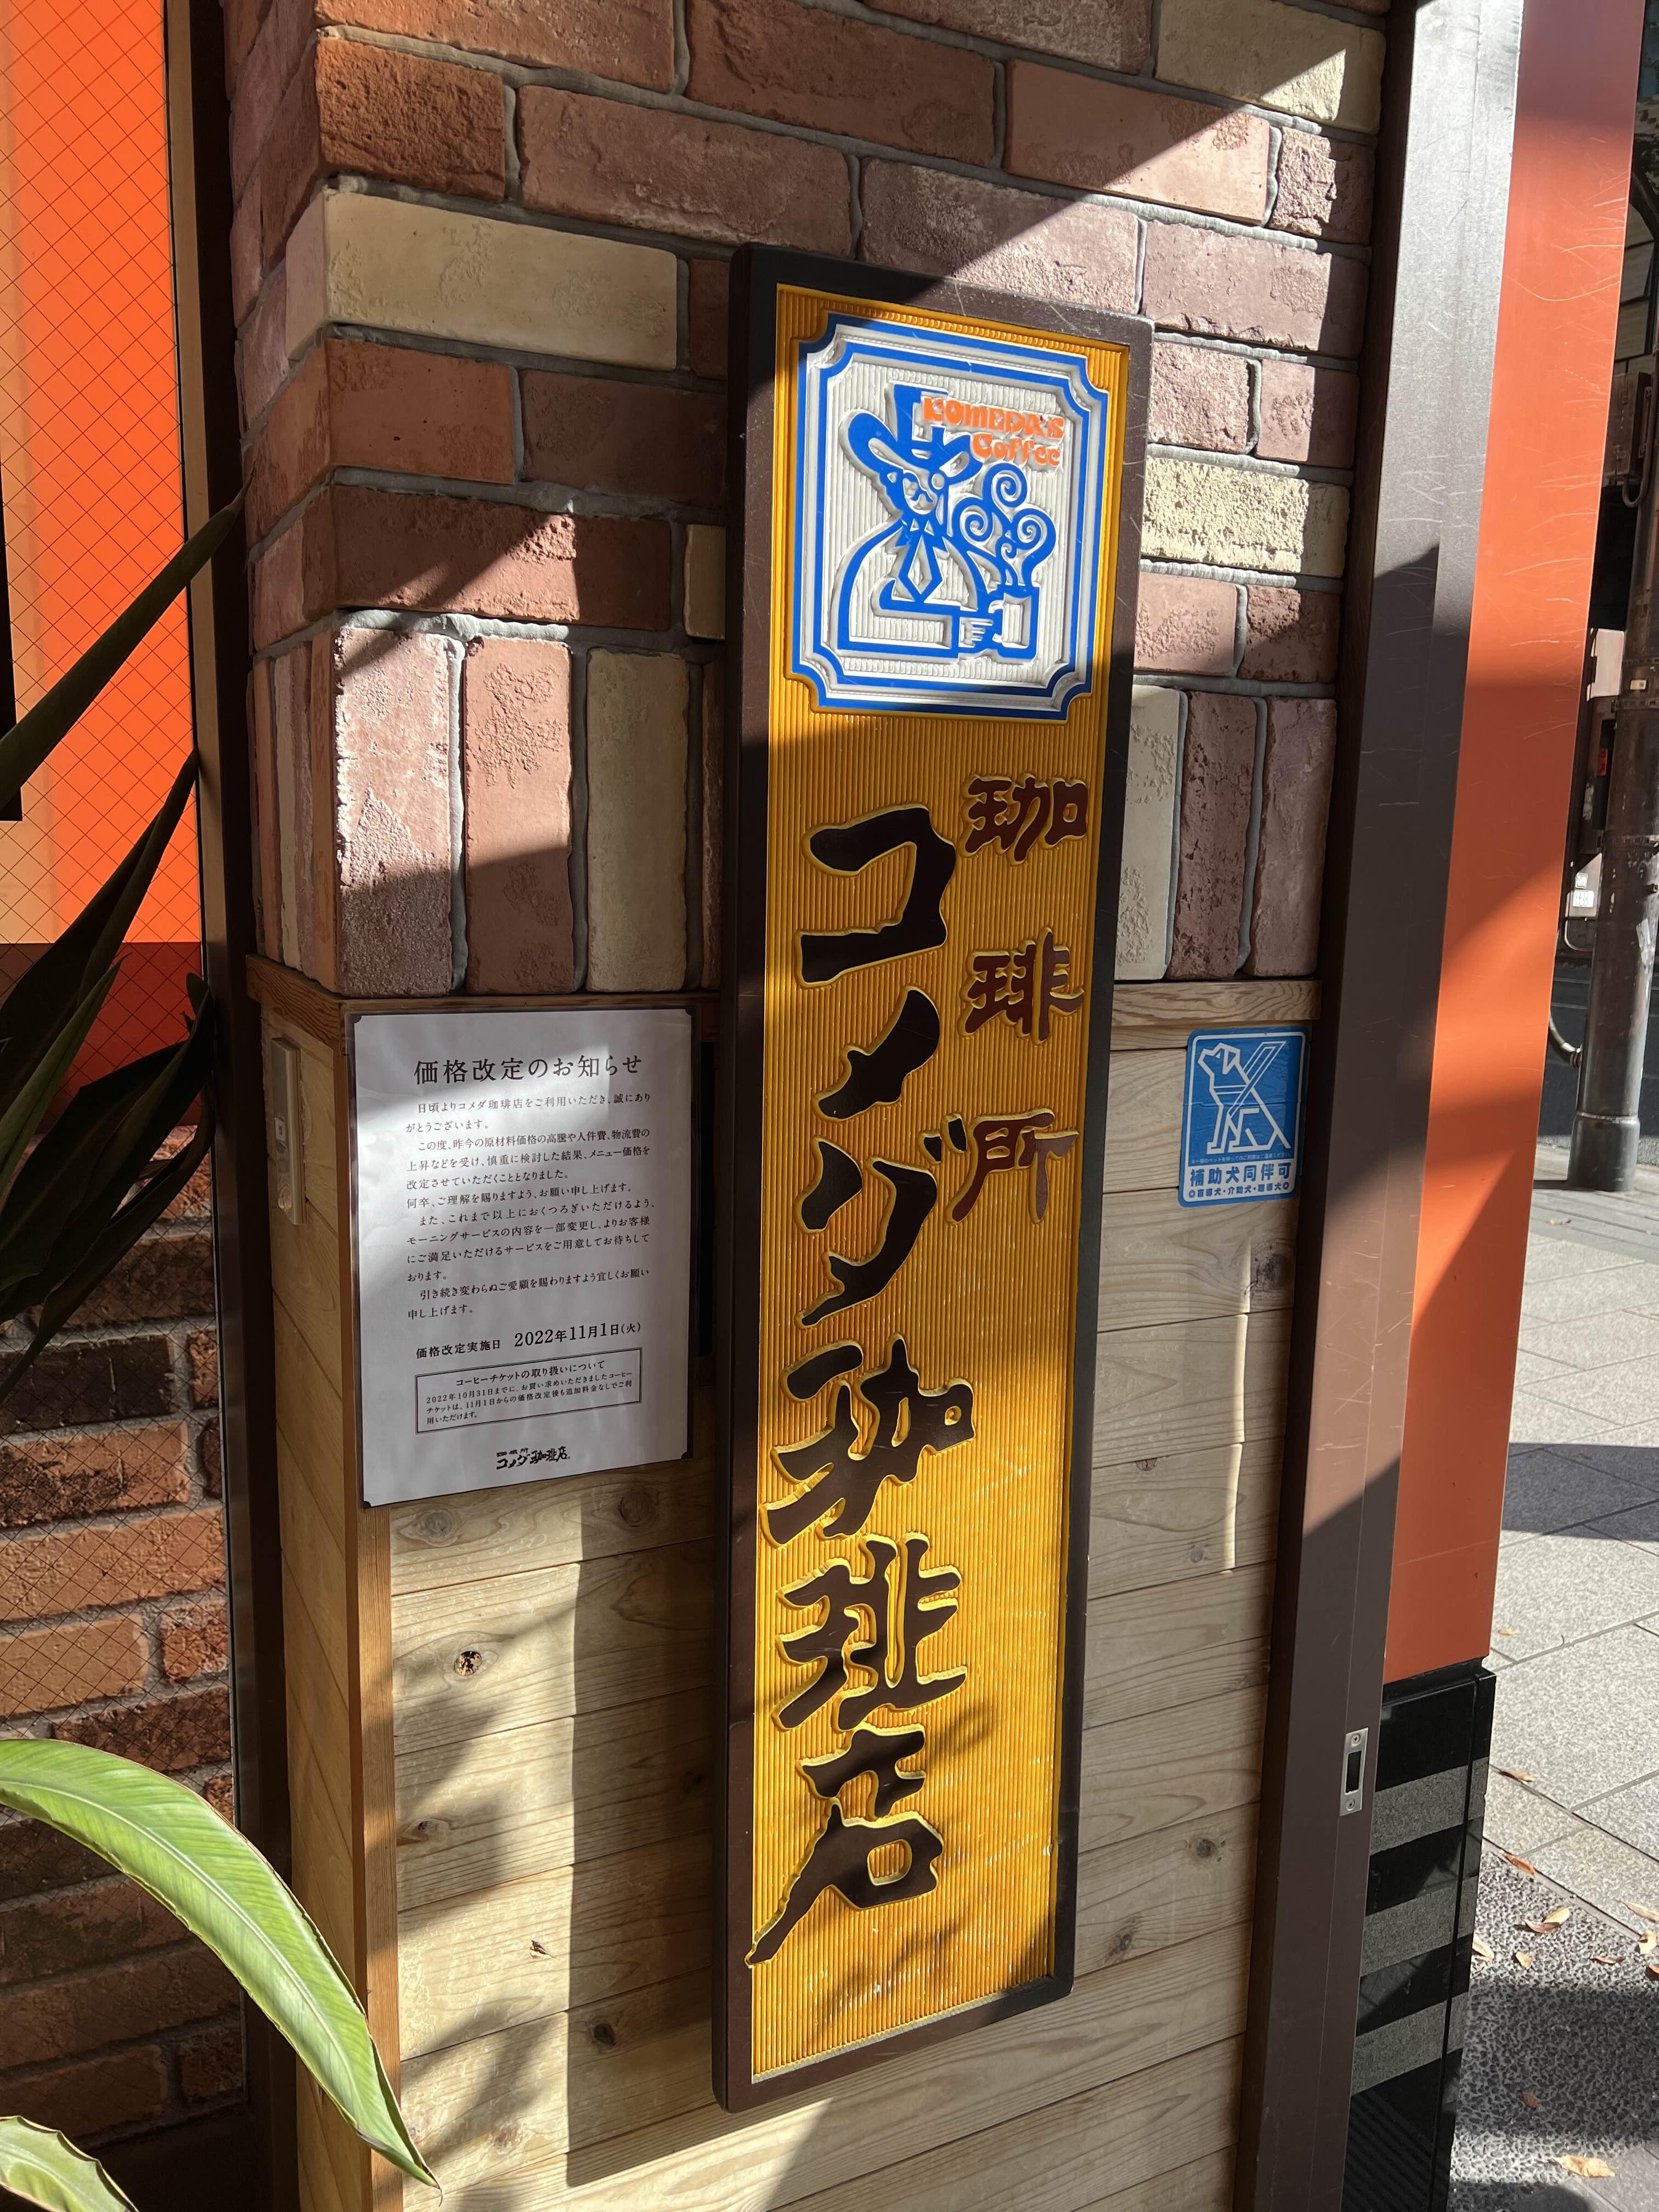 KOMEDA'S
Coffee
珈琲所
コメダ珈琲店
価格改定のお知らせ
日頃よりコメダ珈琲店をご利用いただき、誠にあり
がとうございます。
この度、昨今の原材料価格の高騰や人件費、物流費の
上昇などを受け、慎重に検討した結果、メニュー価格を
改定させていただくこととなりました。
何卒、ご理解を賜りますよう、お願い申し上げます。
また、これまで以上におくつろぎいただけるよう、
モーニングサービスの内容を一部変更し、よりお客様
にご満足いただけるサービスをご用意してお待ちして
おります。
引き続き変わらぬご愛顧を賜わりますよう宜しくお願い
申し上げます。
価格改定実施日 2022年11月1日(火)
コーヒーチケットの取り扱いについて
2022年10月31日までに、お買い求めいただきましたコーヒー
チケットは、11月1日からの価格改定後も追加料金なしでご利
用いただけます。
珈琲所
コメダ珈琲店
補助犬同伴可
○盲導犬・介助犬・聴導犬○